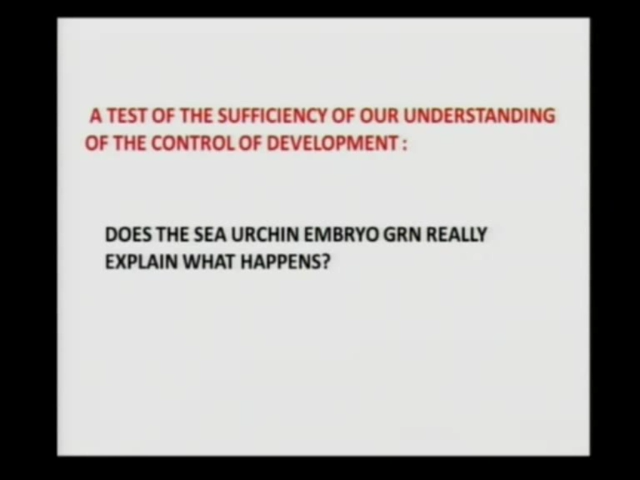 A TEST OF THE SUFFICIENCY OF OUR UNDERSTANDING
OF THE CONTROL OF DEVELOPMENT :
DOES THE SEA URCHIN EMBRYO GRN REALLY
EXPLAIN WHAT HAPPENS?